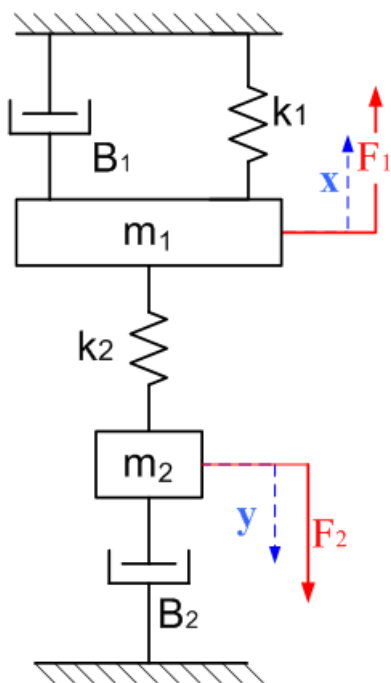 k₁
B₁
F₁
x
m₁
k₂
m₂
y
F₂
B₂